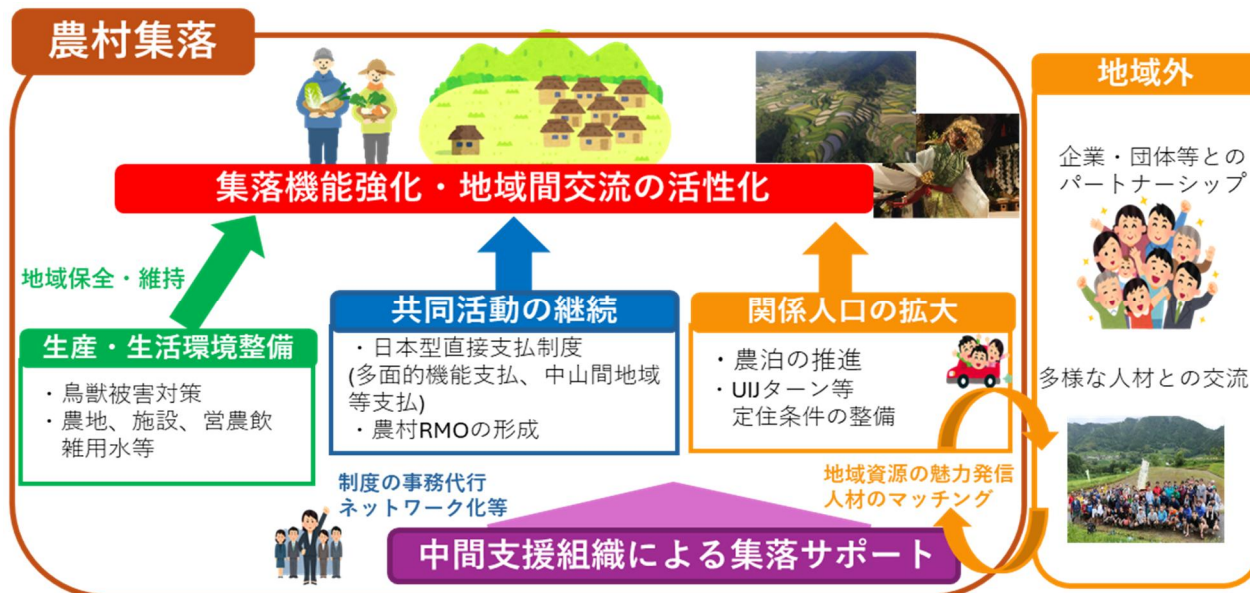 農村集落
集落機能強化・地域間交流の活性化
地域保全・維持
生産・生活環境整備
・鳥獣被害対策
・農地、施設、営農飲
雑用水等
共同活動の継続
・日本型直接支払制度
(多面的機能支払、中山間地域
等支払)
・農村RMOの形成
関係人口の拡大
・農泊の推進
・UIJターン等
定住条件の整備
制度の事務代行
ネットワーク化等
地域資源の魅力発信
人材のマッチング
中間支援組織による集落サポート
地域外
企業・団体等との
パートナーシップ
多様な人材との交流